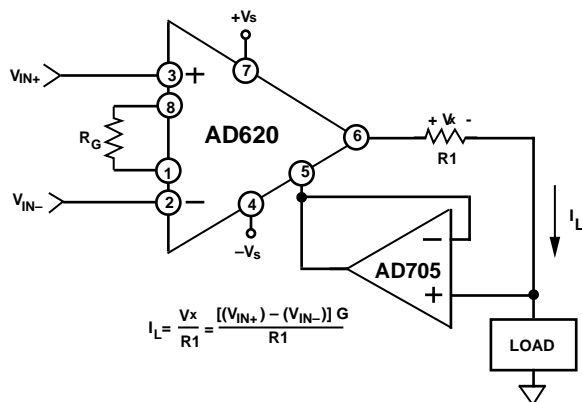 +Vs
VIN+
3
+
7
8
RG
AD620
6
+ Vx -
R1
1
5
VIN–
2
–
4
–Vs
IL
–
AD705
+
IL = Vx / R1 = [(VIN+) – (VIN–)] G / R1
LOAD